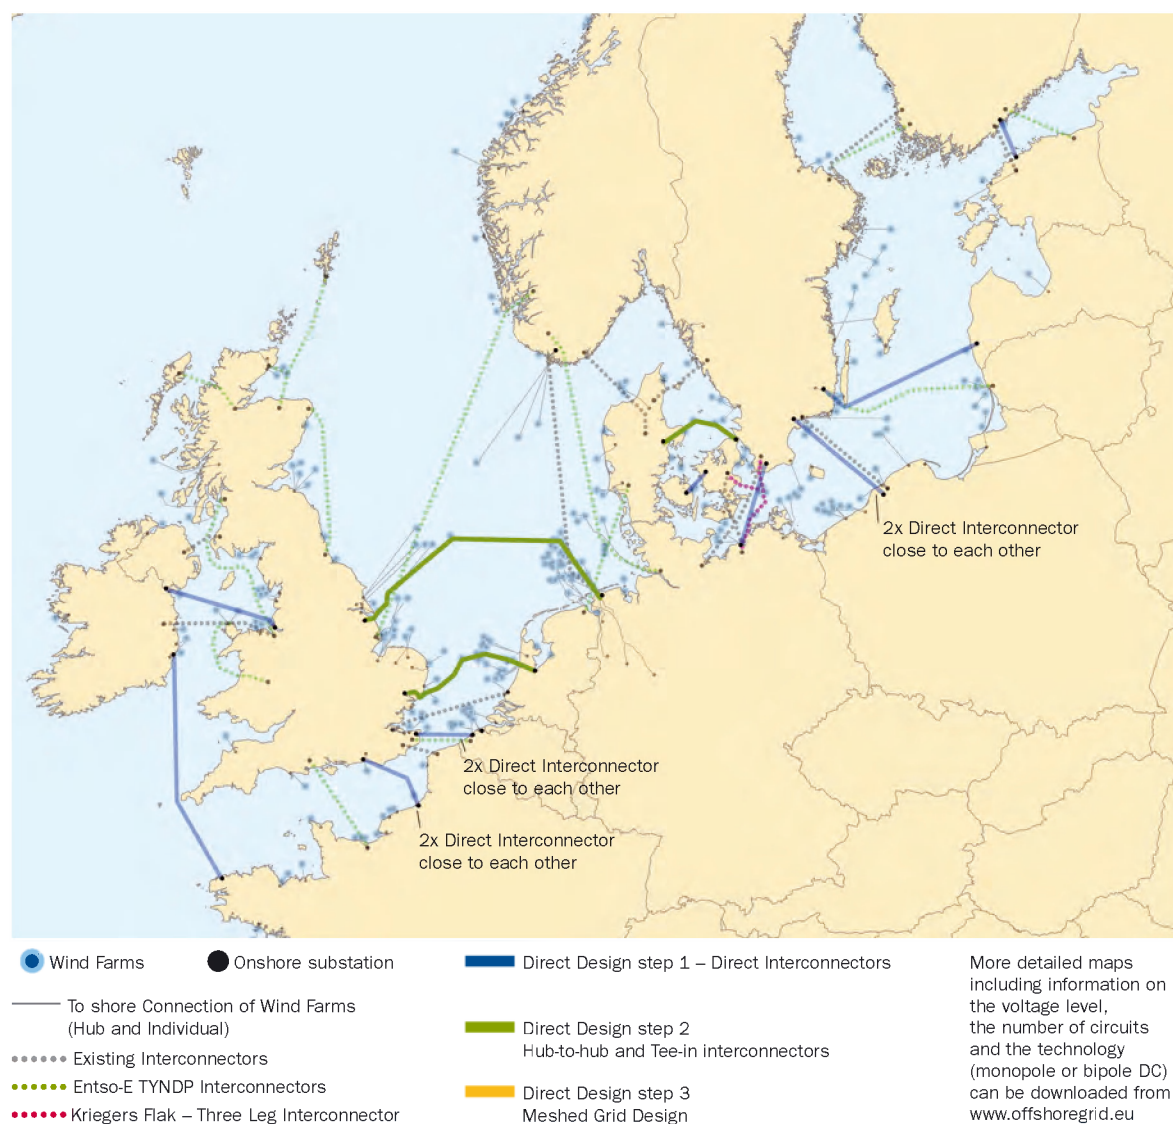 2x Direct Interconnector
close to each other
2x Direct Interconnector
close to each other
2x Direct Interconnector
close to each other
Wind Farms
Onshore substation
To shore Connection of Wind Farms
(Hub and Individual)
Existing Interconnectors
Entso-E TYNDP Interconnectors
Kriegers Flak – Three Leg Interconnector
Direct Design step 1 – Direct Interconnectors
Direct Design step 2
Hub-to-hub and Tee-in interconnectors
Direct Design step 3
Meshed Grid Design
More detailed maps
including information on
the voltage level,
the number of circuits
and the technology
(monopole or bipole DC)
can be downloaded from
www.offshoregrid.eu